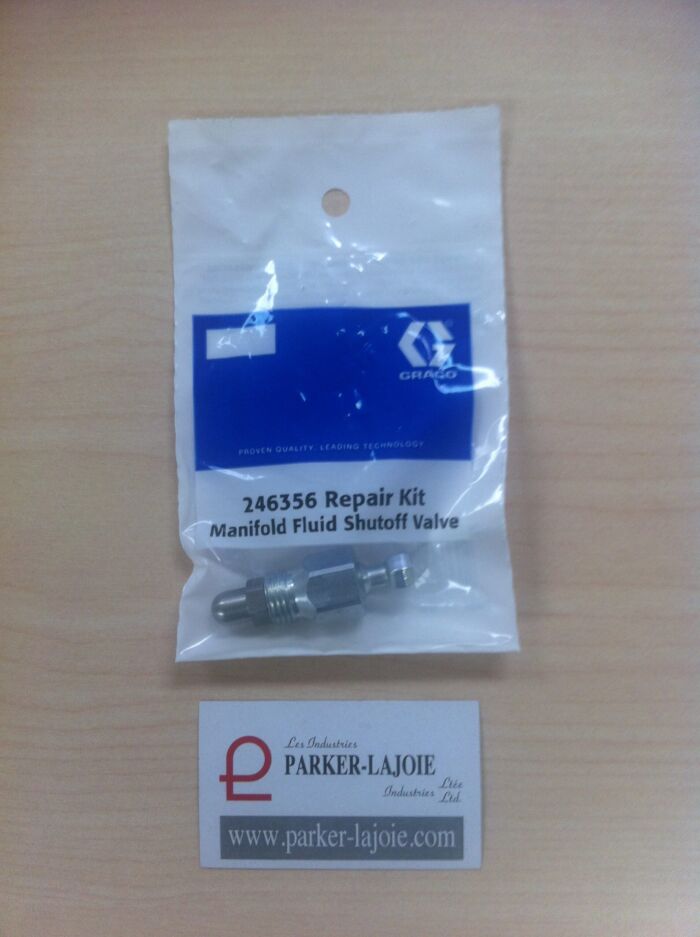 GRACO
PROVEN QUALITY. LEADING TECHNOLOGY.
246356 Repair Kit
Manifold Fluid Shutoff Valve
Les Industries
PARKER-LAJOIE
Industries Ltée
Ltd.
www.parker-lajoie.com